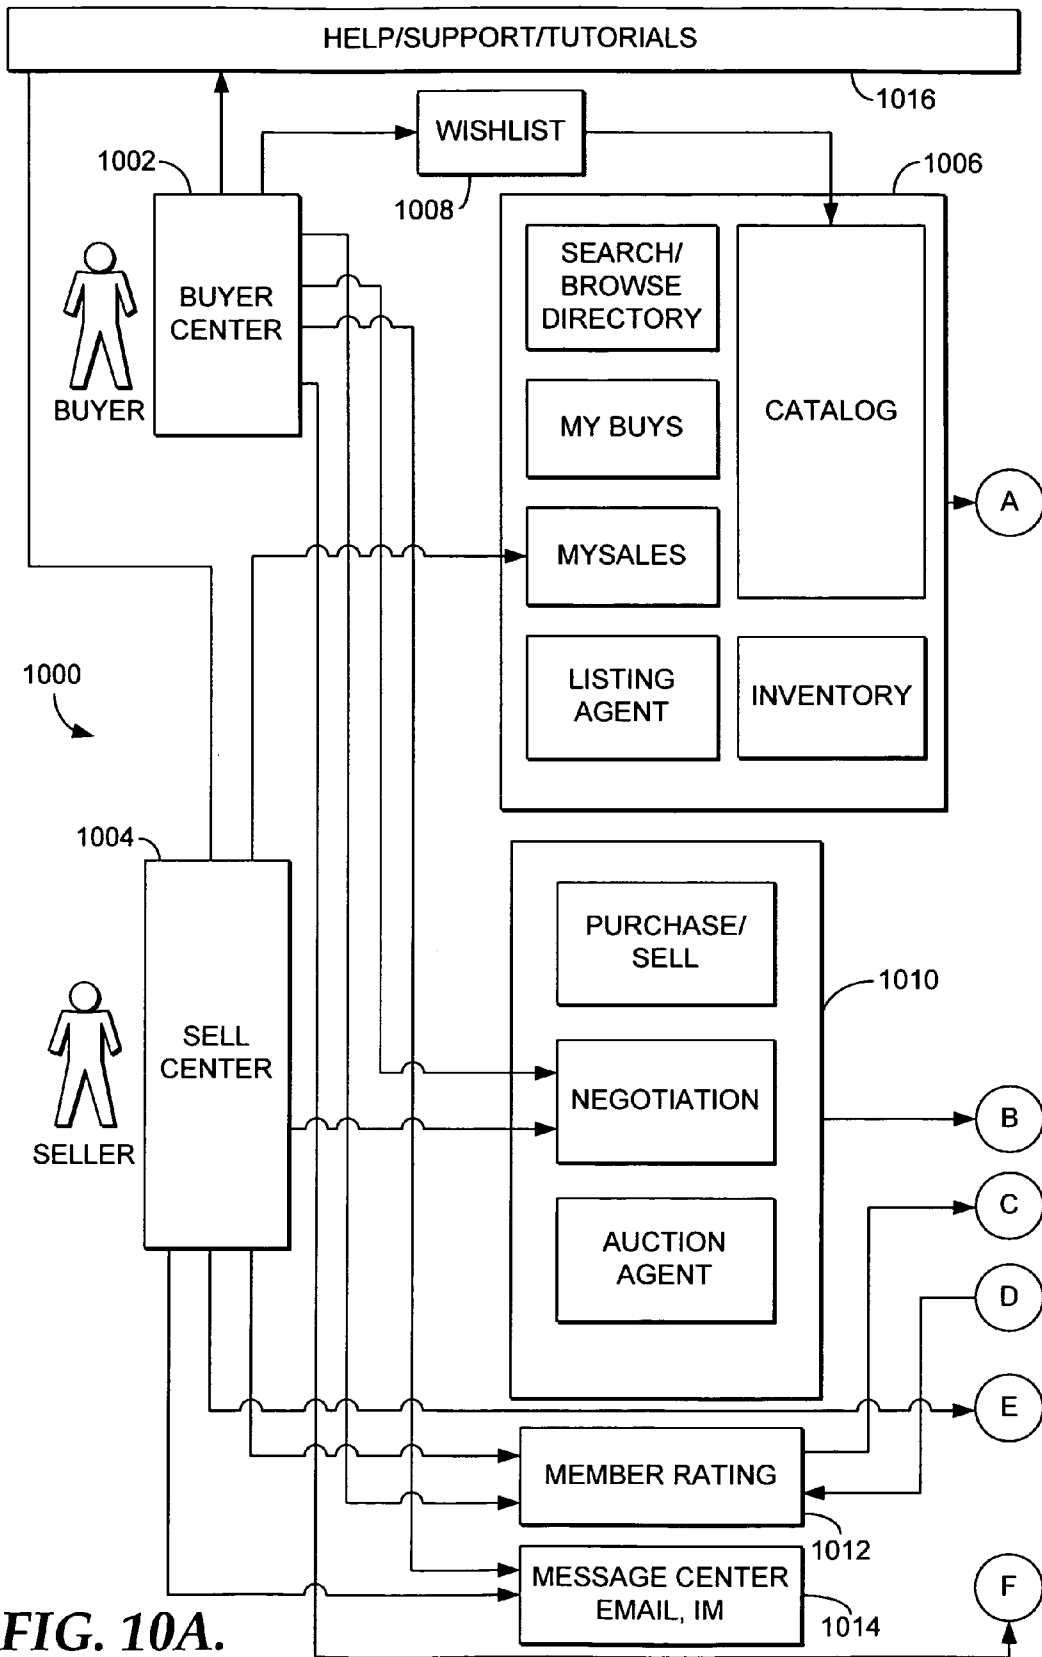 HELP/SUPPORT/TUTORIALS
1016
WISHLIST
1002
1006
1008
SEARCH/
BROWSE
DIRECTORY
BUYER
CENTER
BUYER
CATALOG
MY BUYS
A
MYSALES
1000
LISTING
AGENT
INVENTORY
1004
PURCHASE/
SELL
1010
SELL
CENTER
NEGOTIATION
SELLER
B
C
AUCTION
AGENT
D
E
MEMBER RATING
1012
MESSAGE CENTER
EMAIL, IM
1014
F
FIG. 10A.